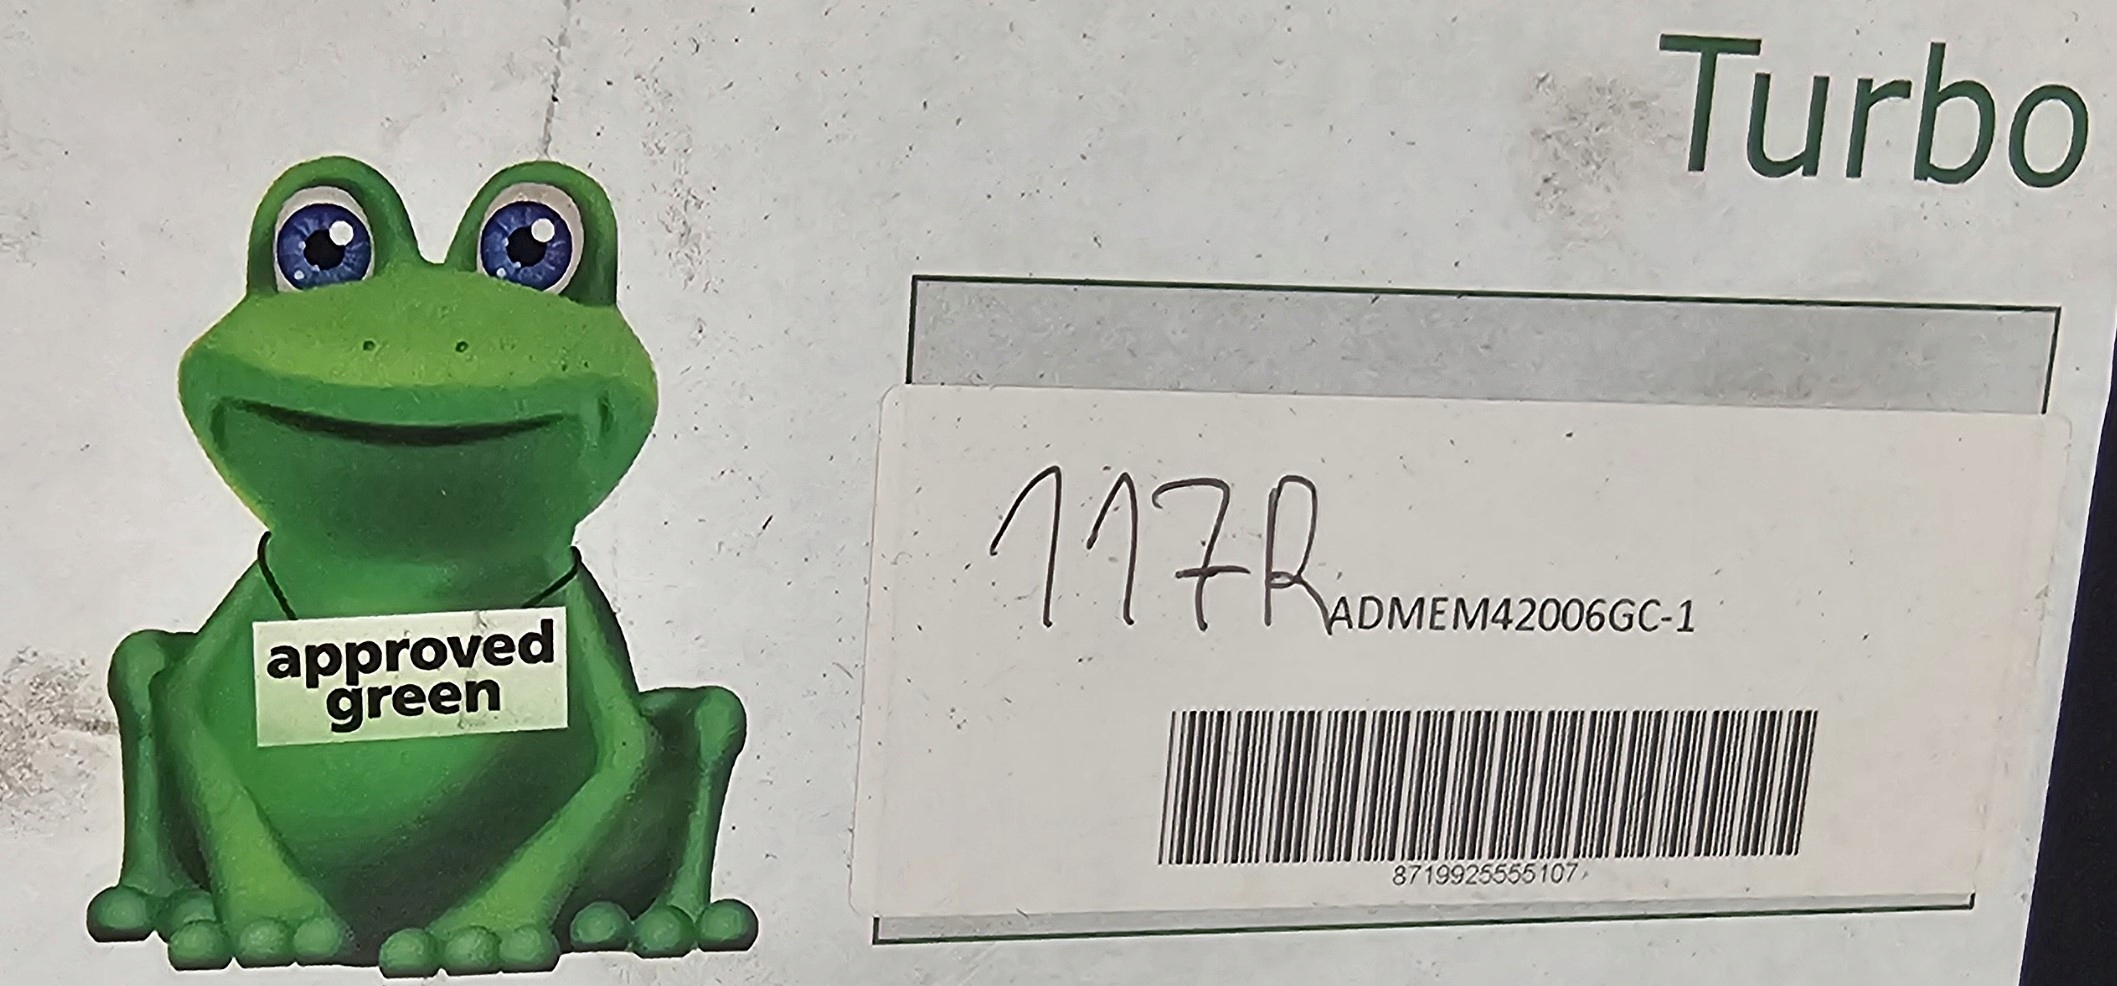 Turbo
approved
green
117R
ADMEM42006GC-1
8719925555107